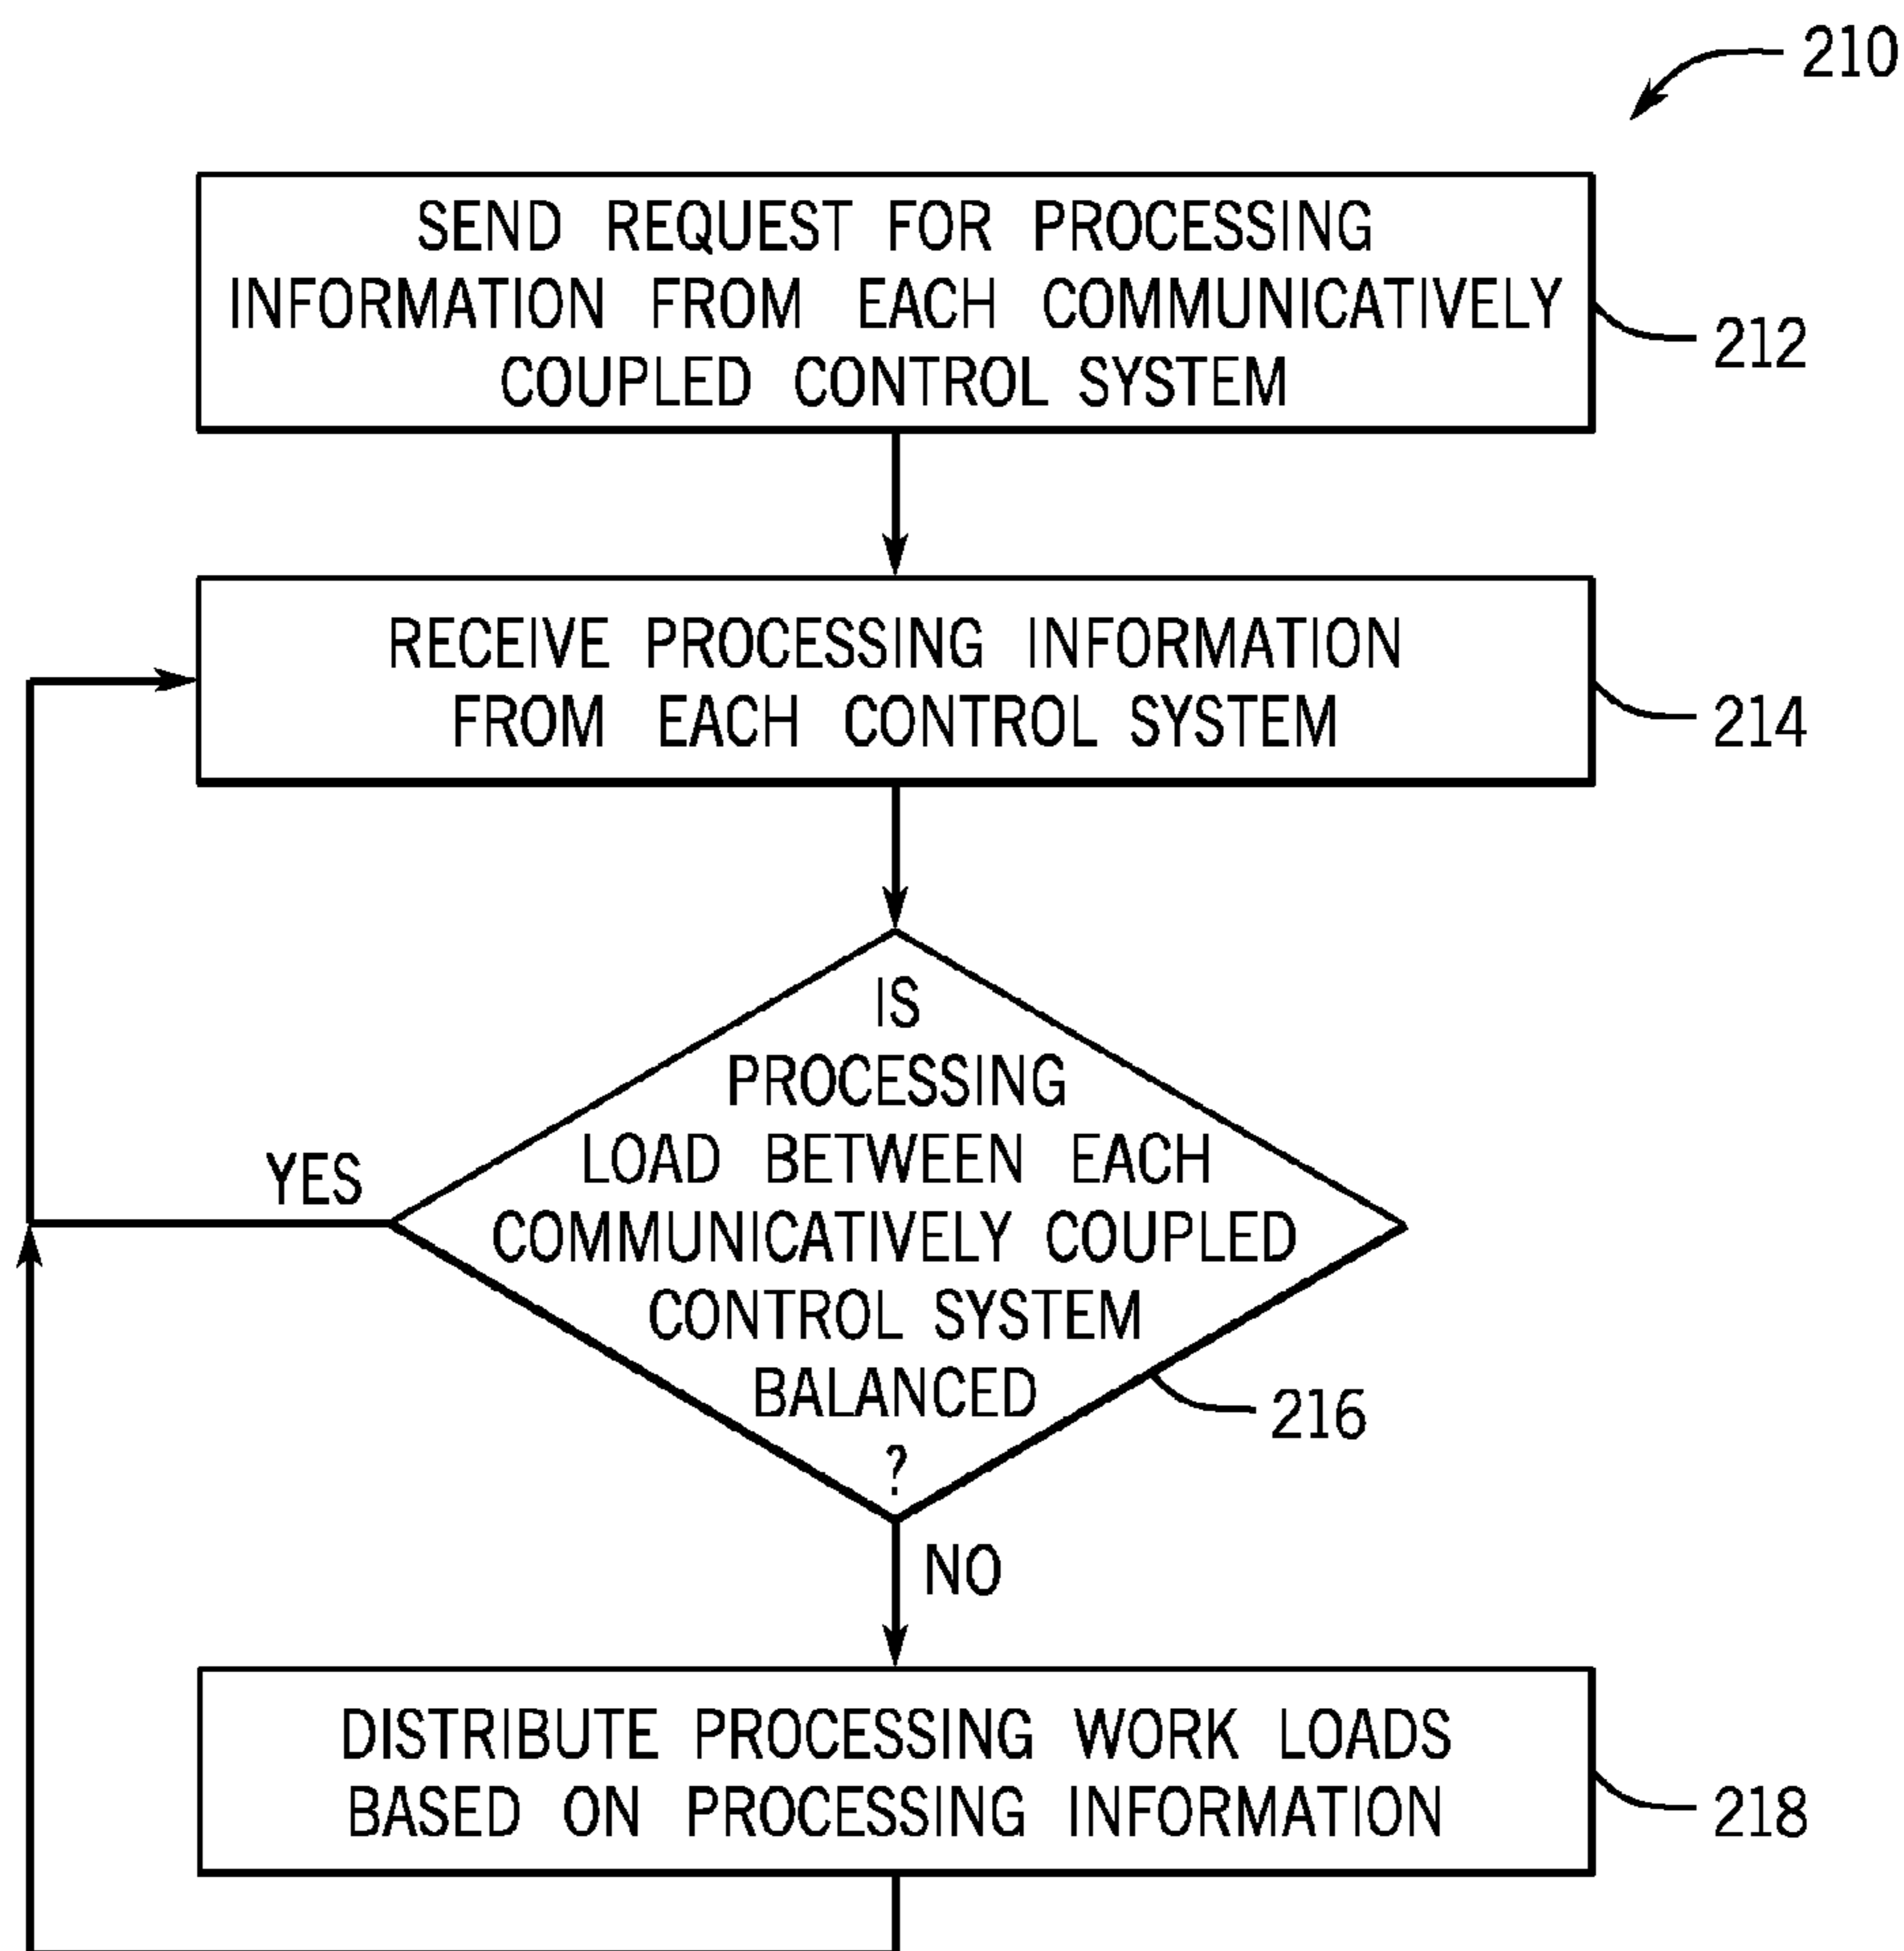 210
SEND REQUEST FOR PROCESSING
INFORMATION FROM EACH COMMUNICATIVELY
COUPLED CONTROL SYSTEM
212
RECEIVE PROCESSING INFORMATION
FROM EACH CONTROL SYSTEM
214
IS
PROCESSING
LOAD BETWEEN EACH
COMMUNICATIVELY COUPLED
CONTROL SYSTEM
BALANCED
?
YES
216
NO
DISTRIBUTE PROCESSING WORK LOADS
BASED ON PROCESSING INFORMATION
218